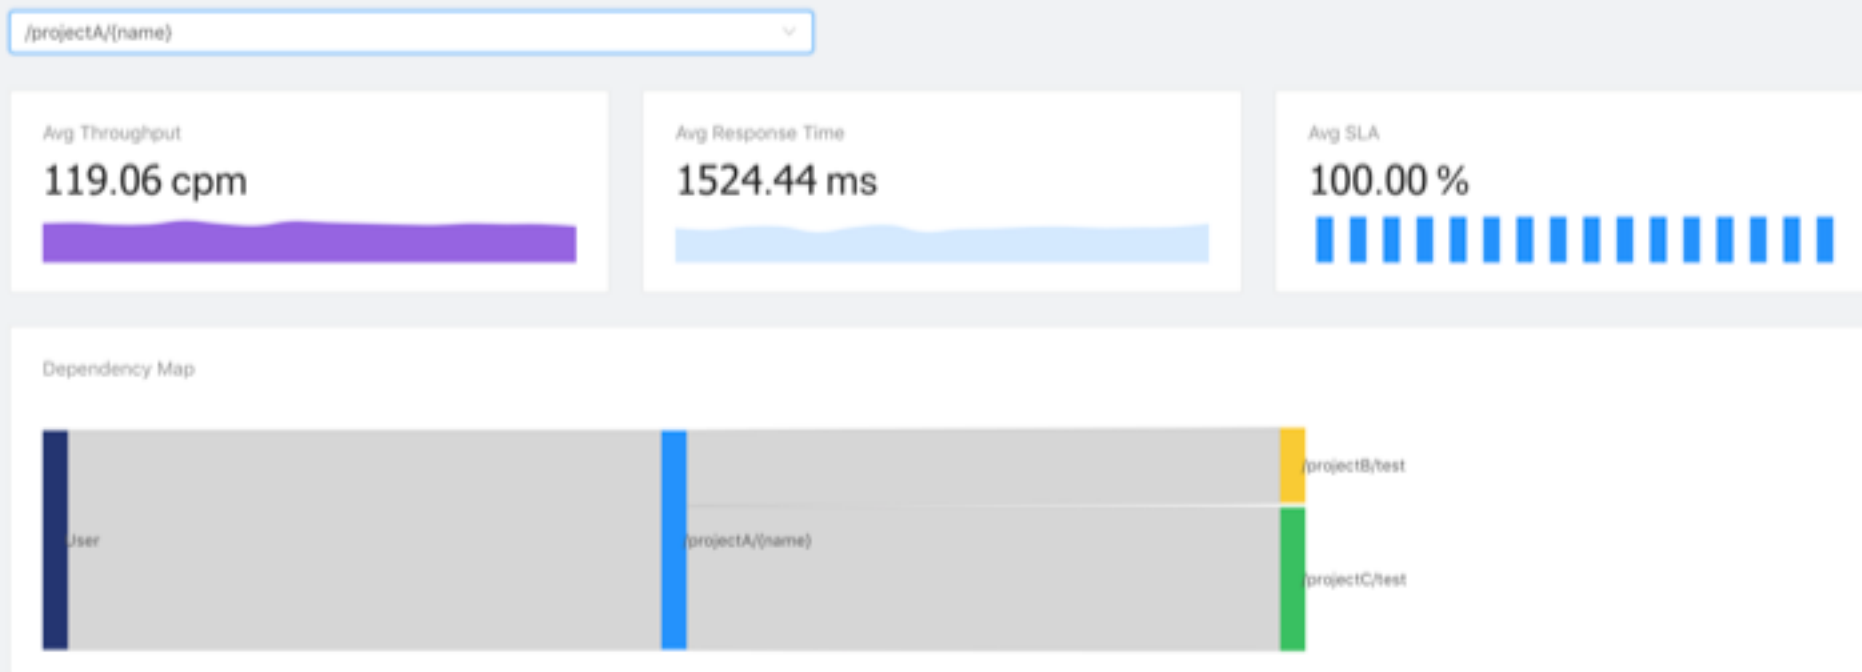 /projectA/{name}
Avg Throughput
119.06 cpm
Avg Response Time
1524.44 ms
Avg SLA
100.00 %
Dependency Map
User
/projectA/{name}
/projectB/test
/projectC/test